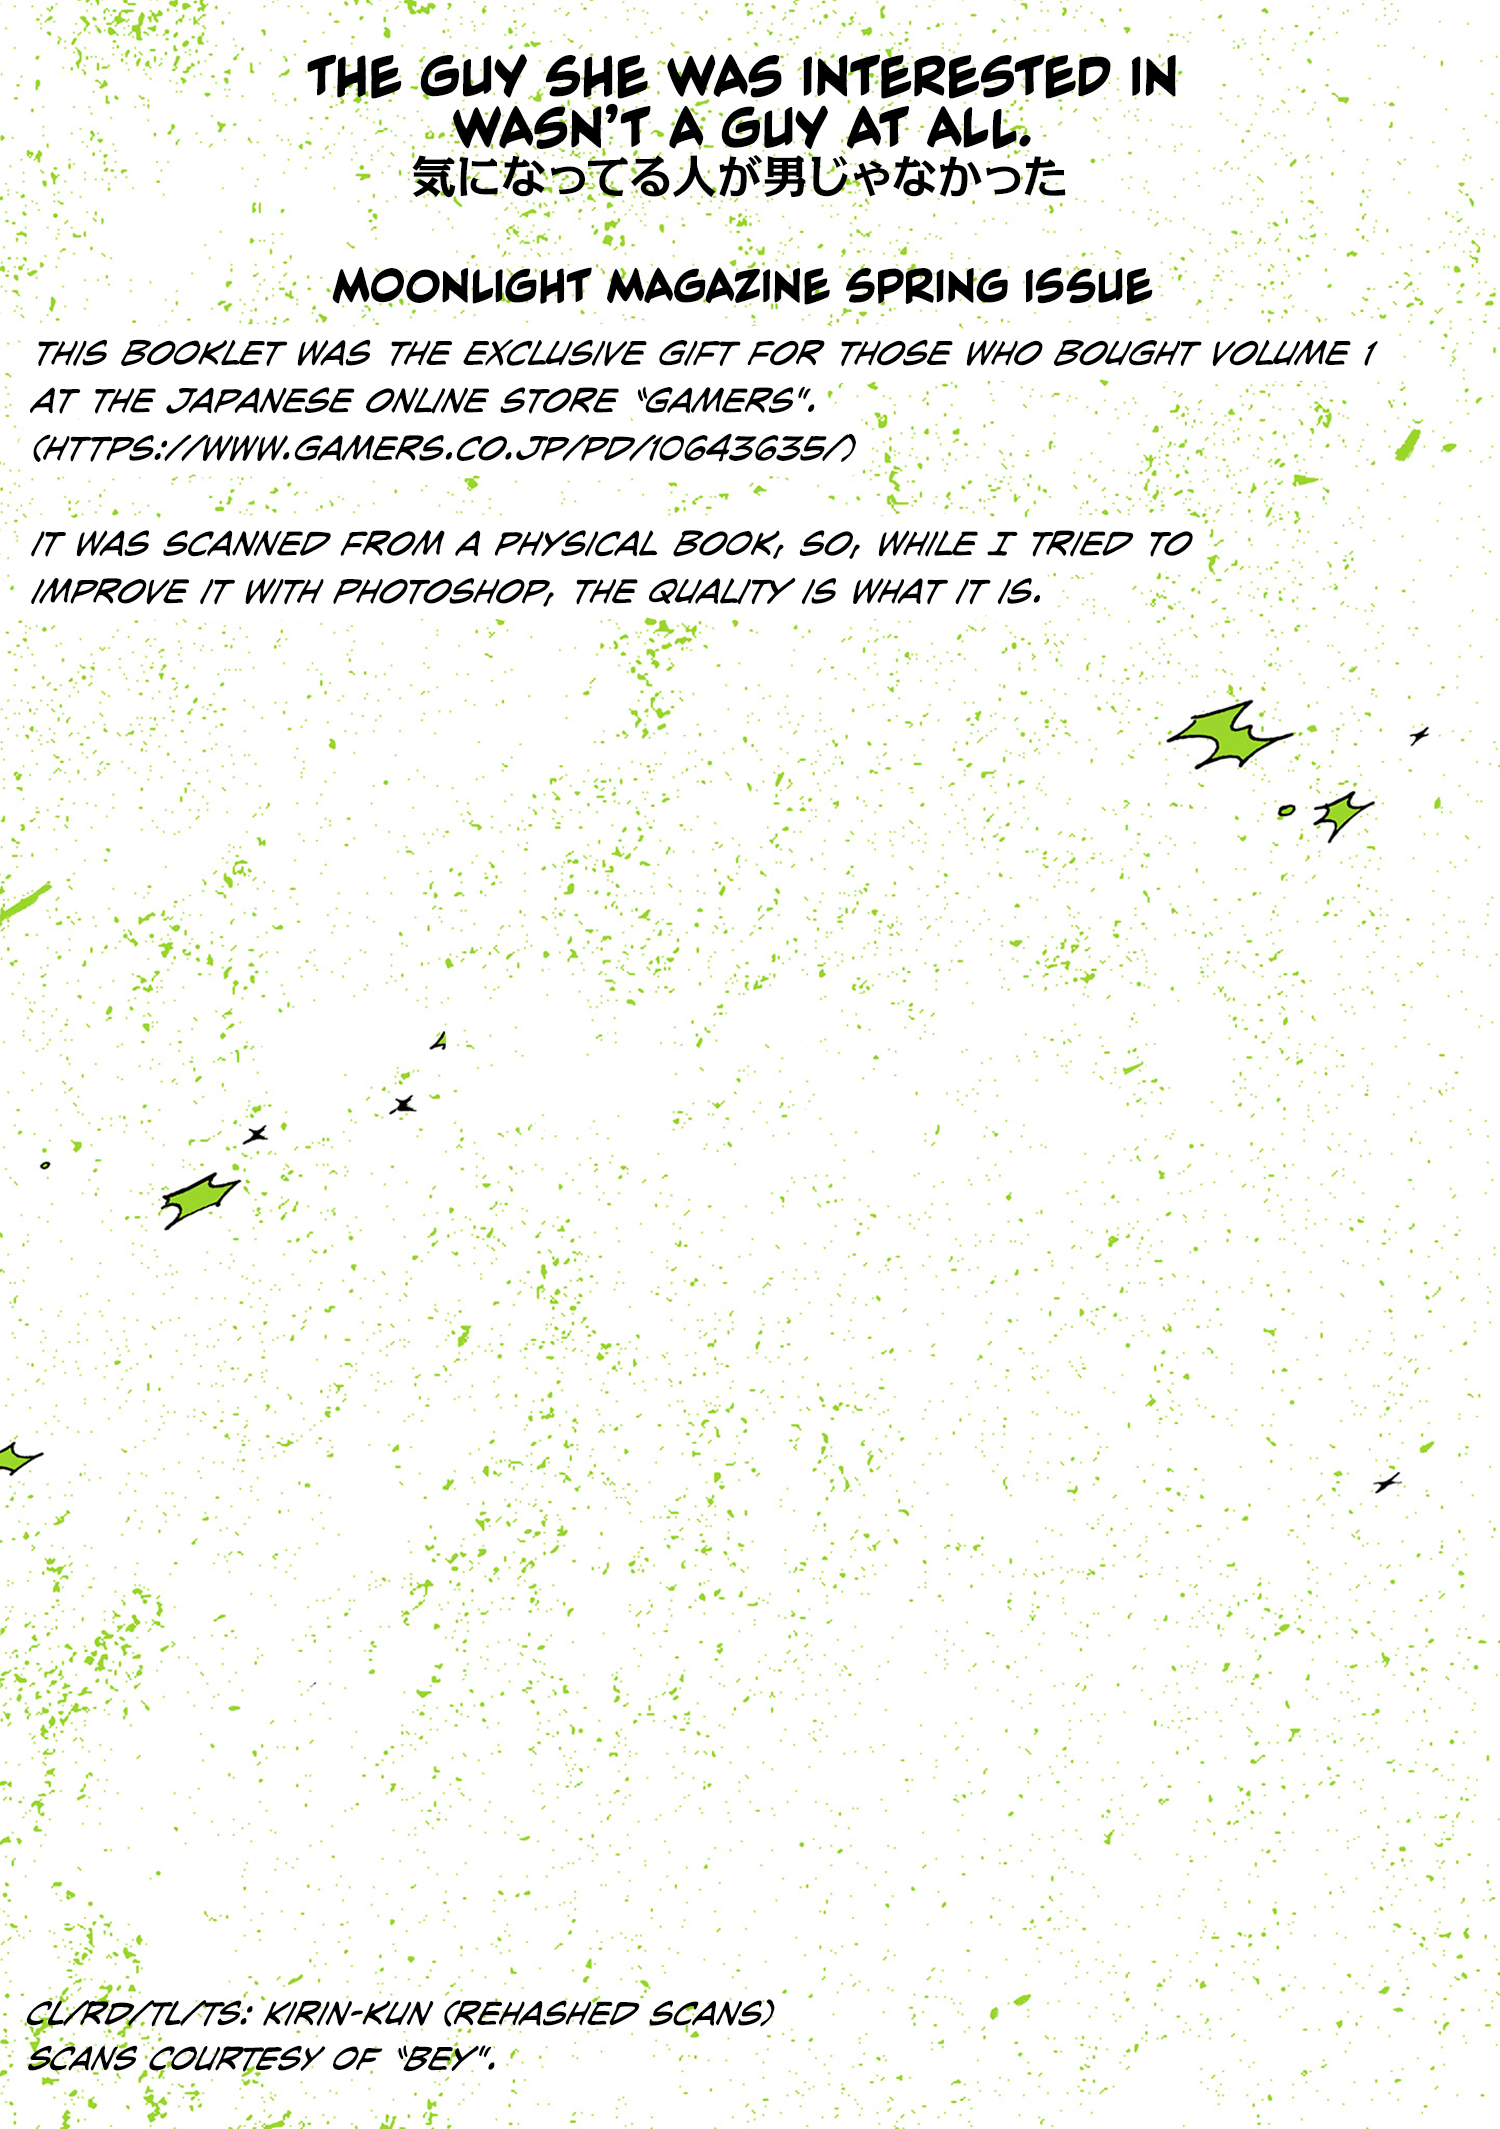 THE GUY SHE WAS INTERESTED IN
WASN'T A GUY AT ALL.
気になってる人が男じゃなかった
MOONLIGHT MAGAZINE SPRING ISSUE
THIS BOOKLET WAS THE EXCLUSIVE GIFT FOR THOSE WHO BOUGHT VOLUME 1
AT THE JAPANESE ONLINE STORE "GAMERS".
(HTTPS://WWW.GAMERS.CO.JP/PD/10643635/)
IT WAS SCANNED FROM A PHYSICAL BOOK, SO, WHILE I TRIED TO
IMPROVE IT WITH PHOTOSHOP, THE QUALITY IS WHAT IT IS.
CL/RD/TL/TS: KIRIN-KUN (REHASHED SCANS)
SCANS COURTESY OF "BEY".